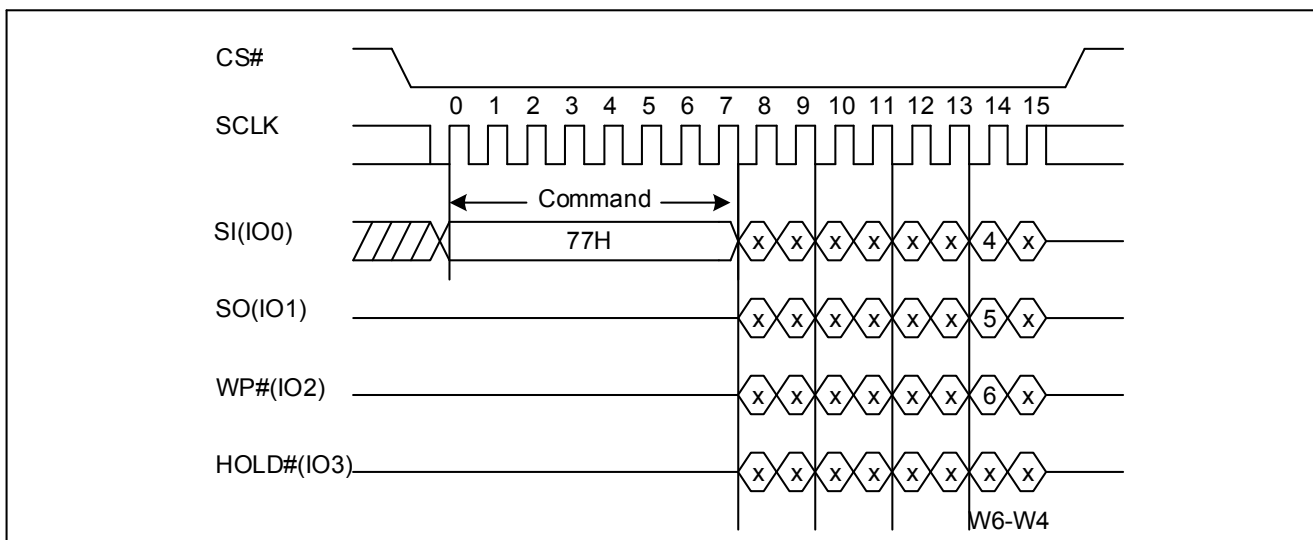 CS#
0 1 2 3 4 5 6 7 8 9 10 11 12 13 14 15
SCLK
Command
SI(IO0) 77H x x x x x x 4 x
SO(IO1) x x x x x x 5 x
WP#(IO2) x x x x x x 6 x
HOLD#(IO3) x x x x x x x x
W6-W4